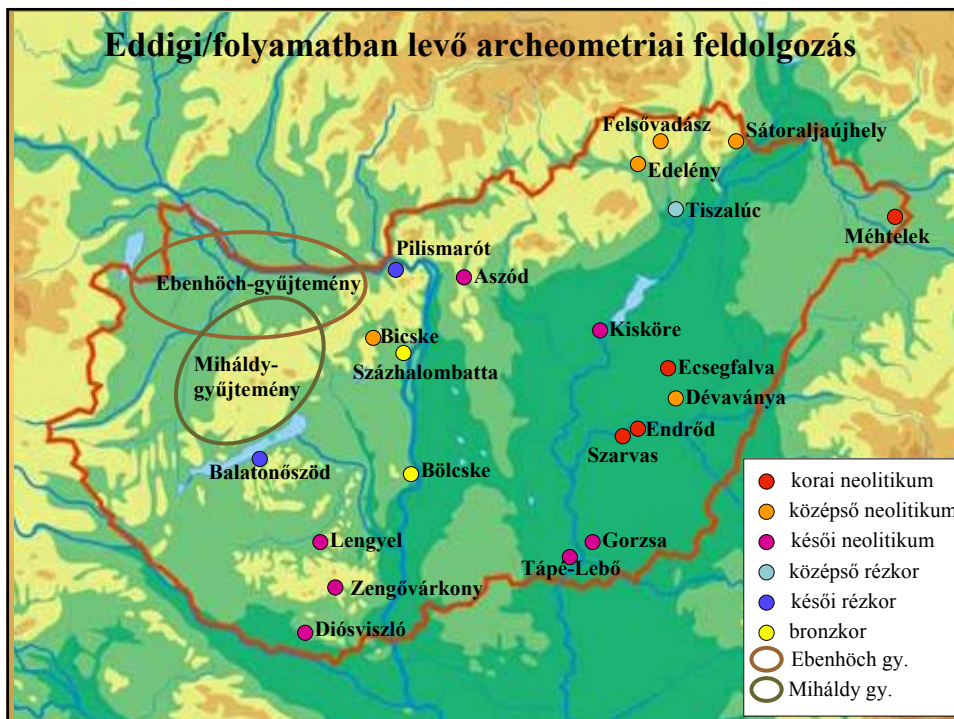 Eddigi/folyamatban levő archeometriai feldolgozás
Felsővadász
Sátoraljaújhely
Edelény
Tiszalúc
Méhtelek
Pilismarót
Ebenhöch-gyűjtemény
Aszód
Kisköre
Bicske
Százhalombatta
Miháldy-
gyűjtemény
Ecsegfalva
Dévaványa
Endrőd
Szarvas
Balatonőszöd
Bölcske
Lengyel
Gorzsa
Tápé-Lebő
Zengővárkony
Diósviszló
korai neolitikum
középső neolitikum
késői neolitikum
középső rézkor
késői rézkor
bronzkor
Ebenhöch gy.
Miháldy gy.